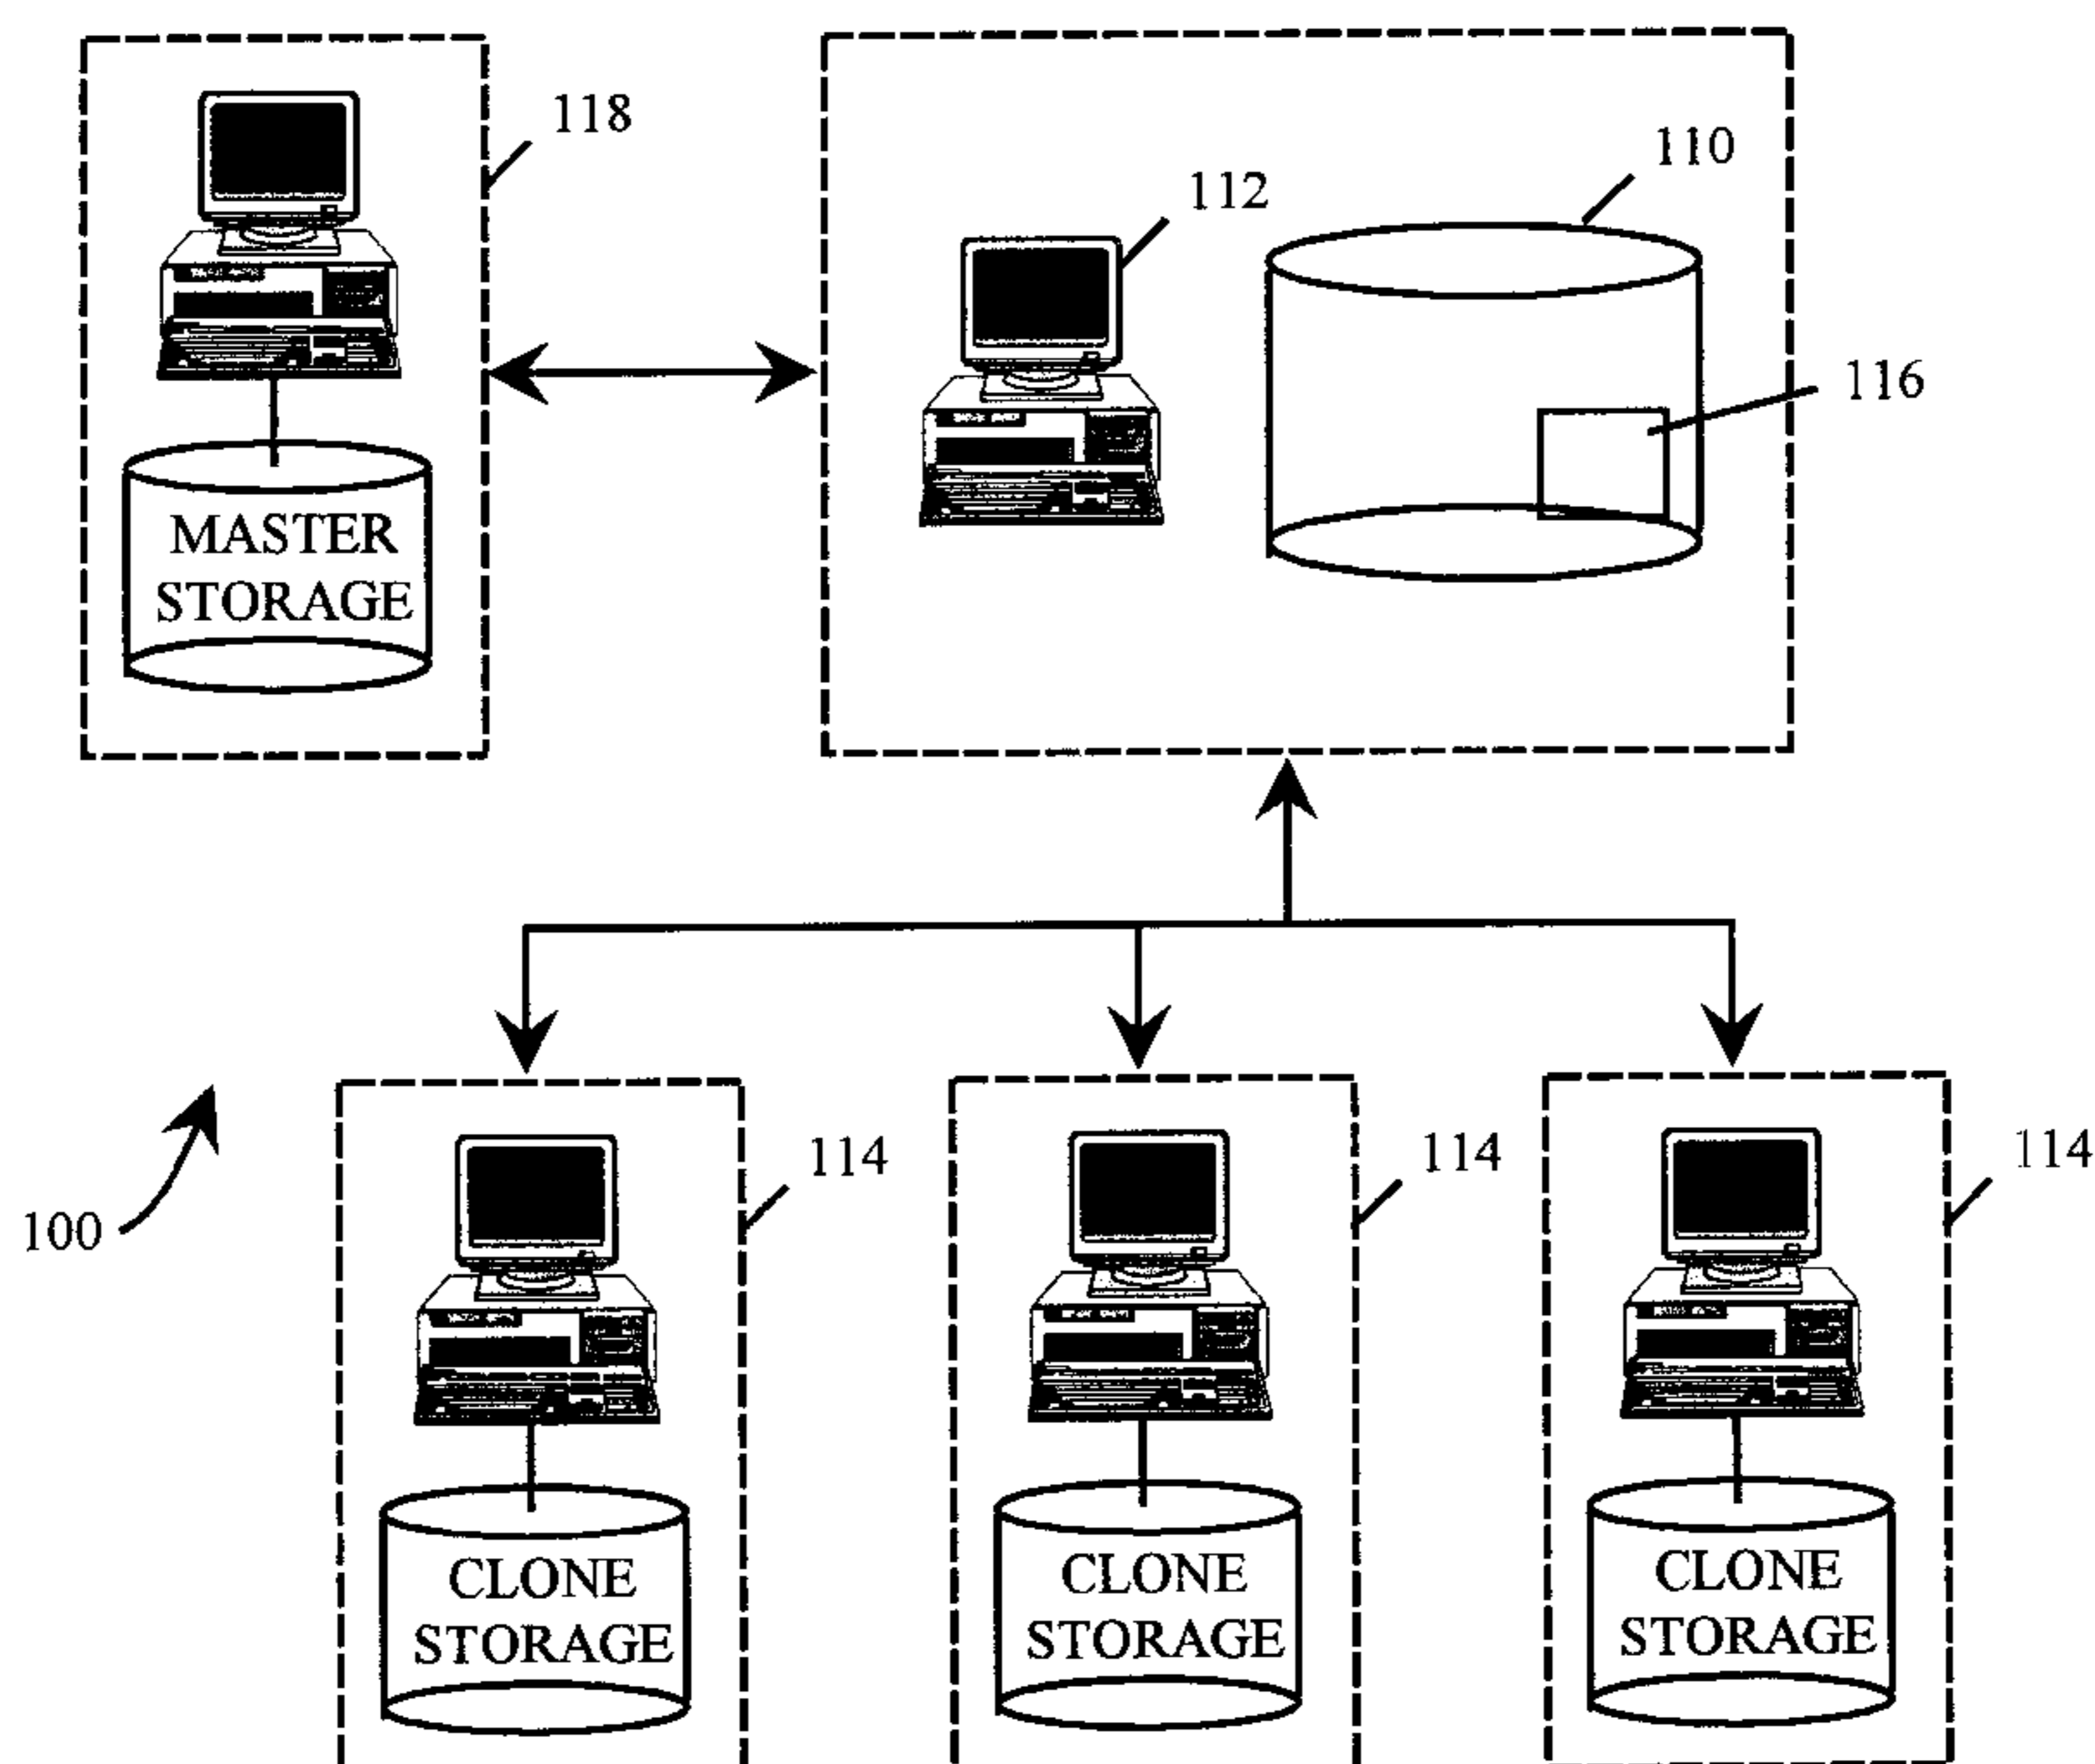 118
110
112
116
MASTER
STORAGE
114
114
114
100
CLONE
STORAGE
CLONE
STORAGE
CLONE
STORAGE